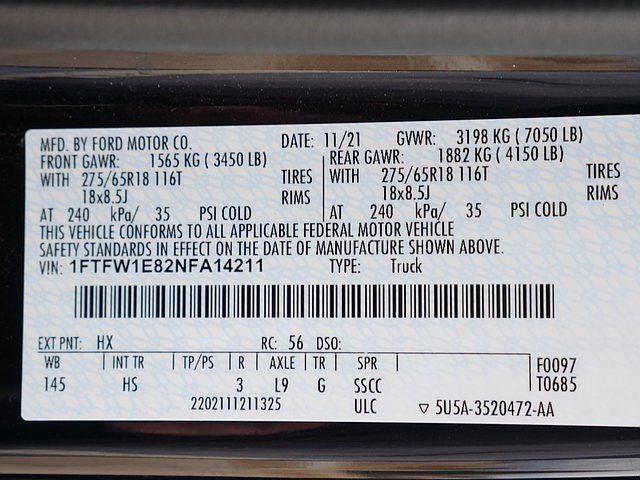 MFD. BY FORD MOTOR CO. DATE: 11/21 GVWR: 3198 KG ( 7050 LB)
FRONT GAWR: 1565 KG ( 3450 LB) REAR GAWR: 1882 KG ( 4150 LB)
WITH 275/65R18 116T TIRES WITH 275/65R18 116T TIRES
18x8.5J RIMS 18x8.5J RIMS
AT 240 kPa/ 35 PSI COLD AT 240 kPa/ 35 PSI COLD
THIS VEHICLE CONFORMS TO ALL APPLICABLE FEDERAL MOTOR VEHICLE
SAFETY STANDARDS IN EFFECT ON THE DATE OF MANUFACTURE SHOWN ABOVE.
VIN: 1FTFW1E82NFA14211 TYPE: Truck
EXT PNT: HX RC: 56 DSO:
WB INT TR TP/PS R AXLE TR SPR F0097
145 HS 3 L9 G SSCC T0685
2202111211325 ULC ▽ 5U5A-3520472-AA